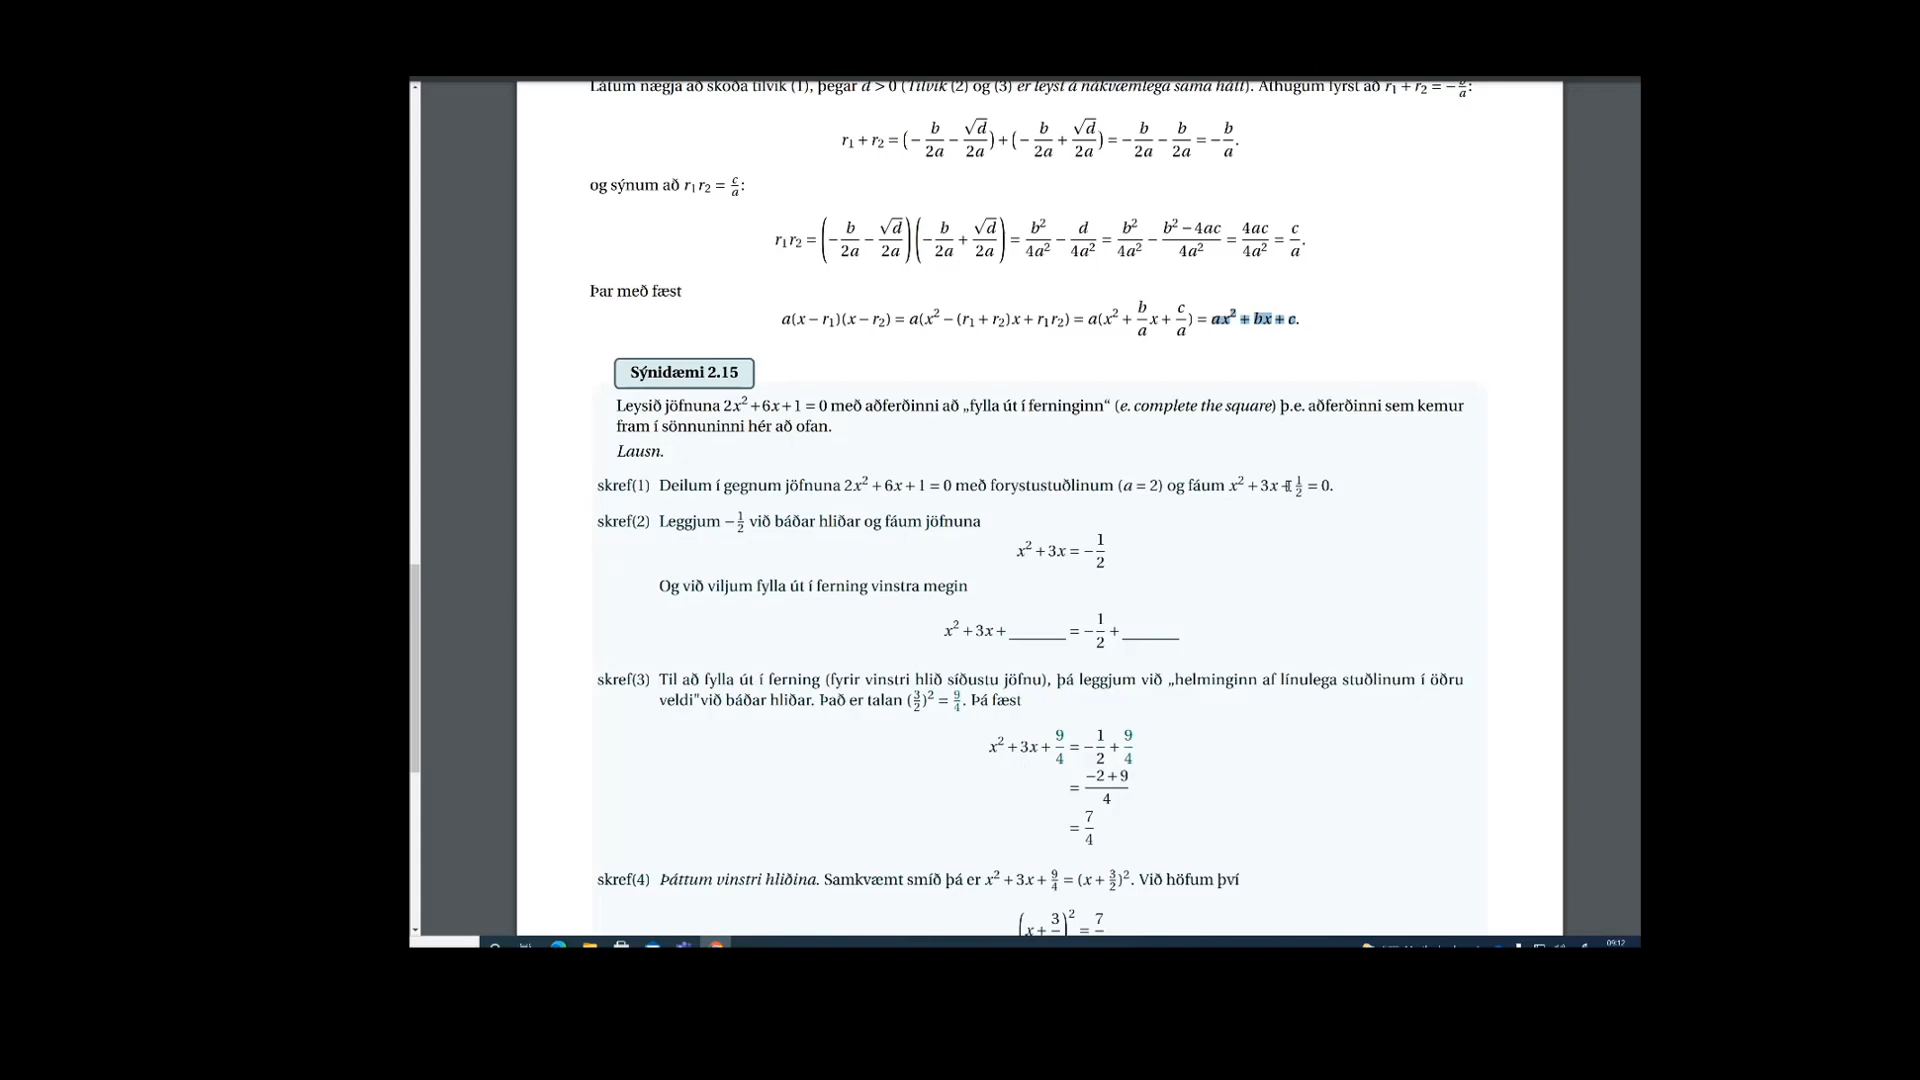 Látum nægja að skoða tilvik (1), þegar d > 0 (Tilvik (2) og (3) er leyst á nákvæmlega sama hátt). Athugum fyrst að r₁ + r₂ = −b/a:
r₁ + r₂ = (−b/2a − √d/2a) + (−b/2a + √d/2a) = −b/2a − b/2a = −b/a.
og sýnum að r₁r₂ = c/a:
r₁r₂ = (−b/2a − √d/2a)(−b/2a + √d/2a) = b²/4a² − d/4a² = b²/4a² − (b² − 4ac)/4a² = 4ac/4a² = c/a.
Þar með fæst
a(x − r₁)(x − r₂) = a(x² − (r₁ + r₂)x + r₁r₂) = a(x² + b/a x + c/a) = ax² + bx + c.
Sýnidæmi 2.15
Leysið jöfnuna 2x² + 6x + 1 = 0 með aðferðinni að „fylla út í ferninginn“ (e. complete the square) þ.e. aðferðinni sem kemur
fram í sönnuninni hér að ofan.
Lausn.
skref(1) Deilum í gegnum jöfnuna 2x² + 6x + 1 = 0 með forystustuðlinum (a = 2) og fáum x² + 3x + 1/2 = 0.
skref(2) Leggjum −1/2 við báðar hliðar og fáum jöfnuna
x² + 3x = −1/2
Og við viljum fylla út í ferning vinstra megin
x² + 3x + ______ = −1/2 + ______
skref(3) Til að fylla út í ferning (fyrir vinstri hlið síðustu jöfnu), þá leggjum við „helminginn af línulega stuðlinum í öðru
veldi"við báðar hliðar. Það er talan (3/2)² = 9/4. Þá fæst
x² + 3x + 9/4 = −1/2 + 9/4
= (−2 + 9)/4
= 7/4
skref(4) Þáttum vinstri hliðina. Samkvæmt smíð þá er x² + 3x + 9/4 = (x + 3/2)². Við höfum því
(x + 3/ )² = 7/
09:12